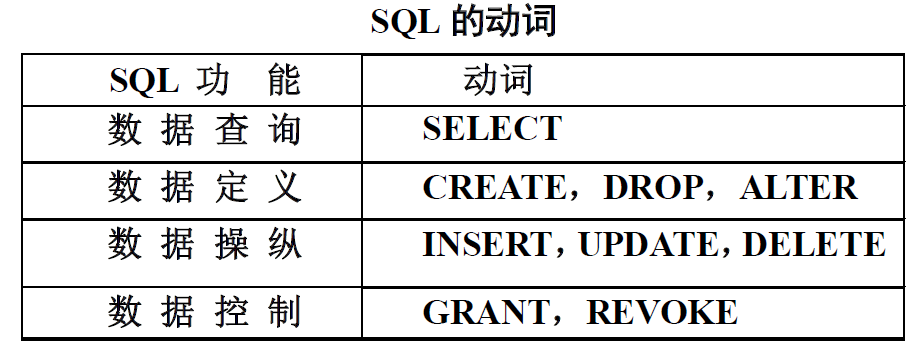 SQL 的动词
SQL 功 能 动词
数 据 查 询 SELECT
数 据 定 义 CREATE，DROP，ALTER
数 据 操 纵 INSERT，UPDATE，DELETE
数 据 控 制 GRANT，REVOKE